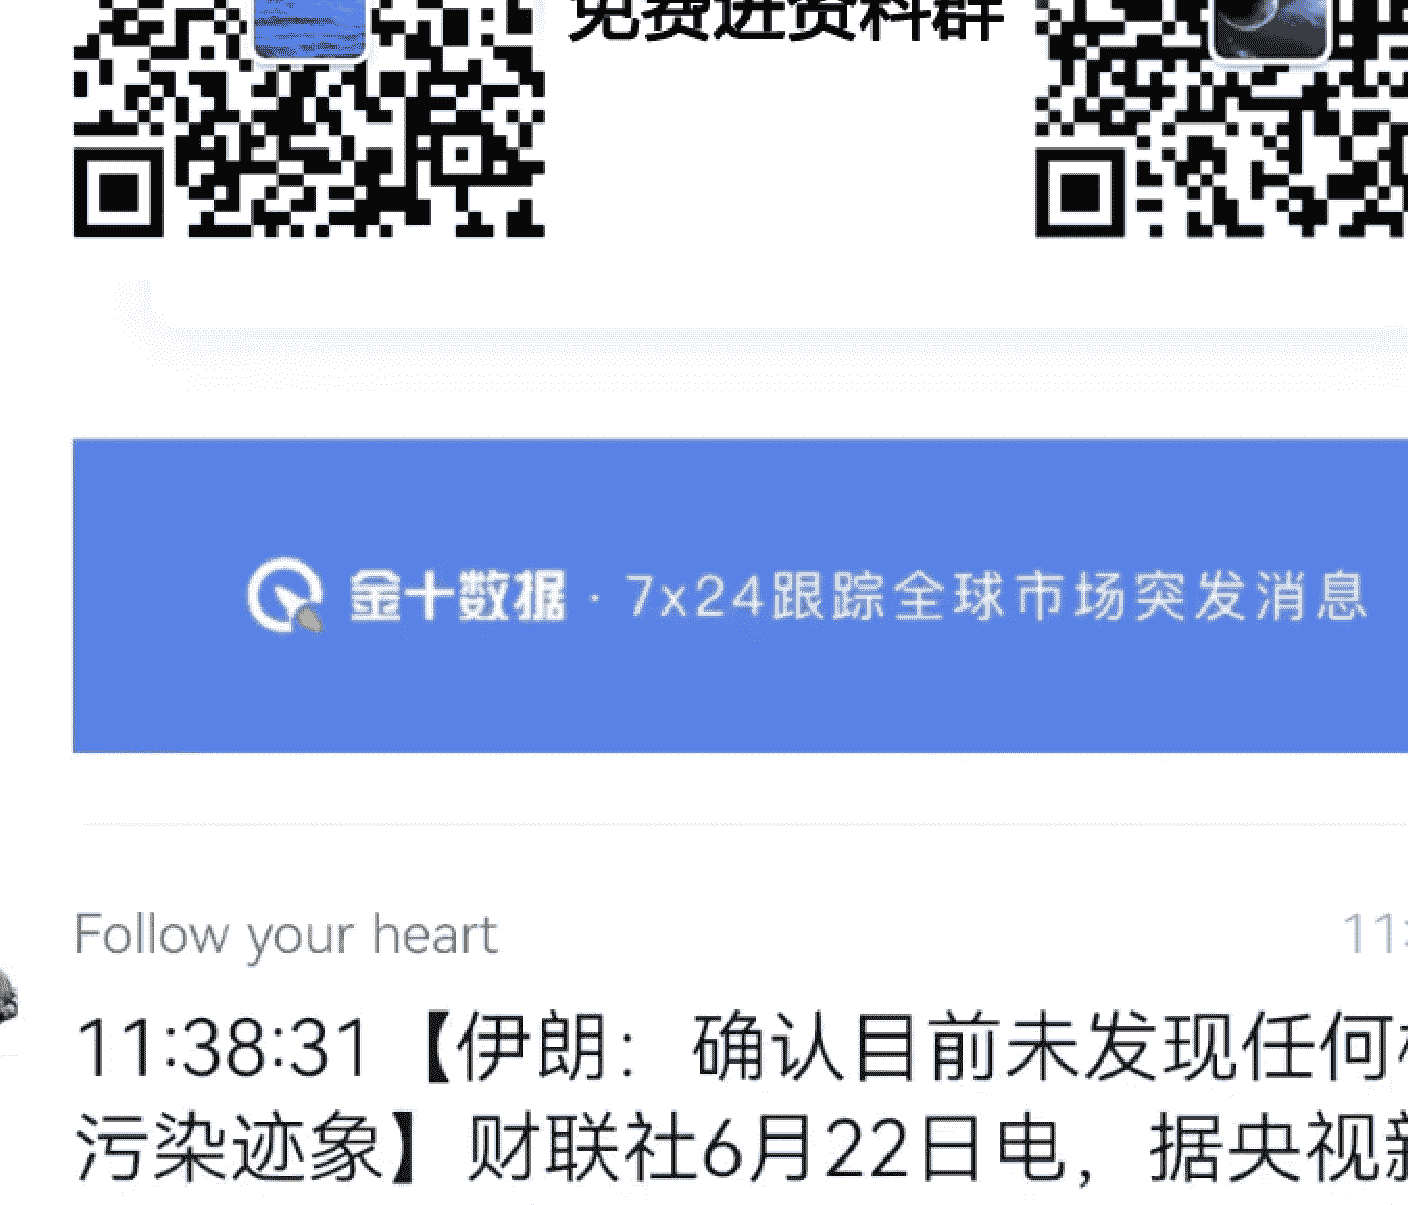 免费进资料群
金十数据 · 7x24跟踪全球市场突发消息
Follow your heart
11:
11:38:31【伊朗：确认目前未发现任何
污染迹象】财联社6月22日电，据央视